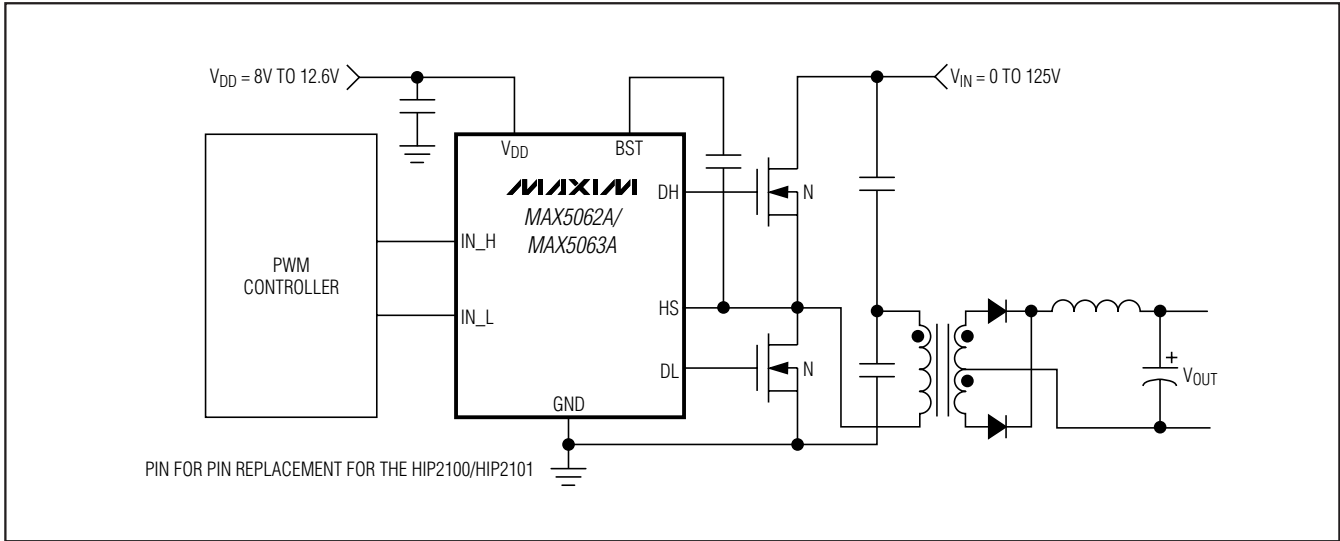 V_DD = 8V TO 12.6V
V_IN = 0 TO 125V
V_DD
BST
MAXIM
MAX5062A/
MAX5063A
DH
N
IN_H
PWM
CONTROLLER
HS
IN_L
DL
N
+
V_OUT
GND
PIN FOR PIN REPLACEMENT FOR THE HIP2100/HIP2101